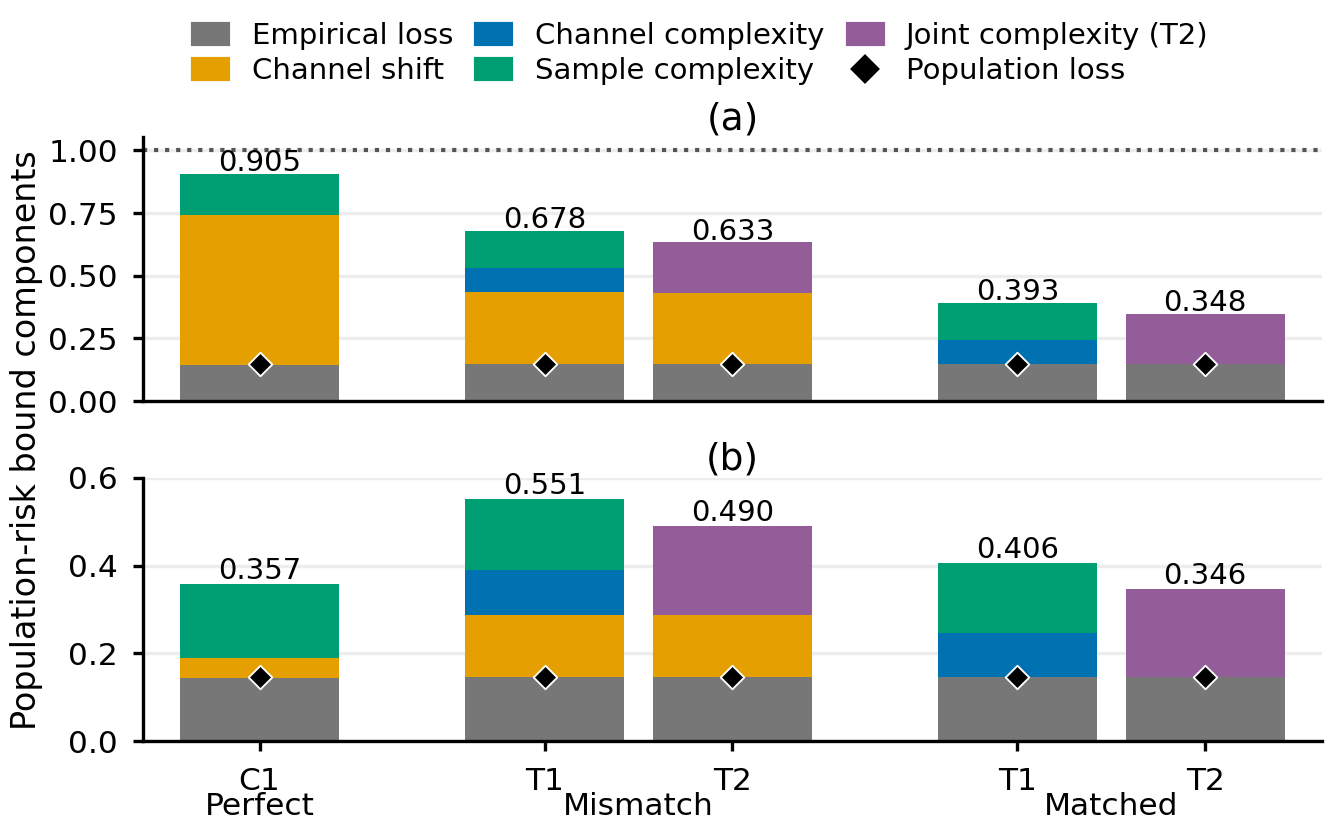 Empirical loss
Channel shift
Channel complexity
Sample complexity
Joint complexity (T2)
Population loss
Population-risk bound components
(a)
1.00
0.75
0.50
0.25
0.00
0.905
0.678
0.633
0.393
0.348
(b)
0.6
0.4
0.2
0.0
0.357
0.551
0.490
0.406
0.346
C1 T1 T2 T1 T2
Perfect Mismatch Matched